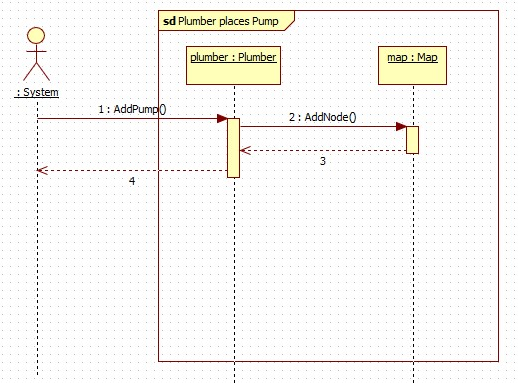 sd Plumber places Pump
plumber : Plumber
map : Map
: System
1 : AddPump()
2 : AddNode()
3
4